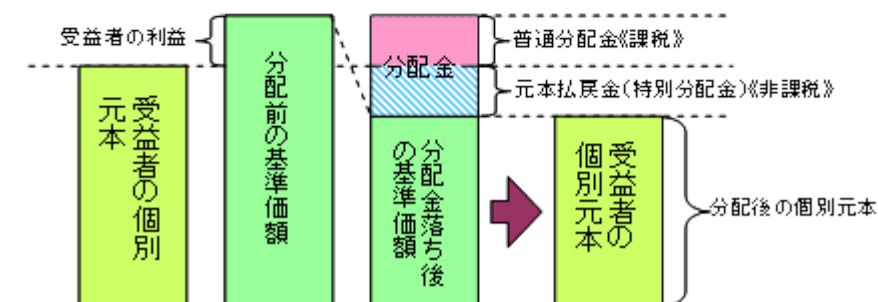 受益者の利益
受益者の個別
元本
分配前の基準価額
分配金
分配金落ち後
の基準価額
普通分配金《課税》
元本払戻金(特別分配金)《非課税》
受益者の
個別元本
分配後の個別元本